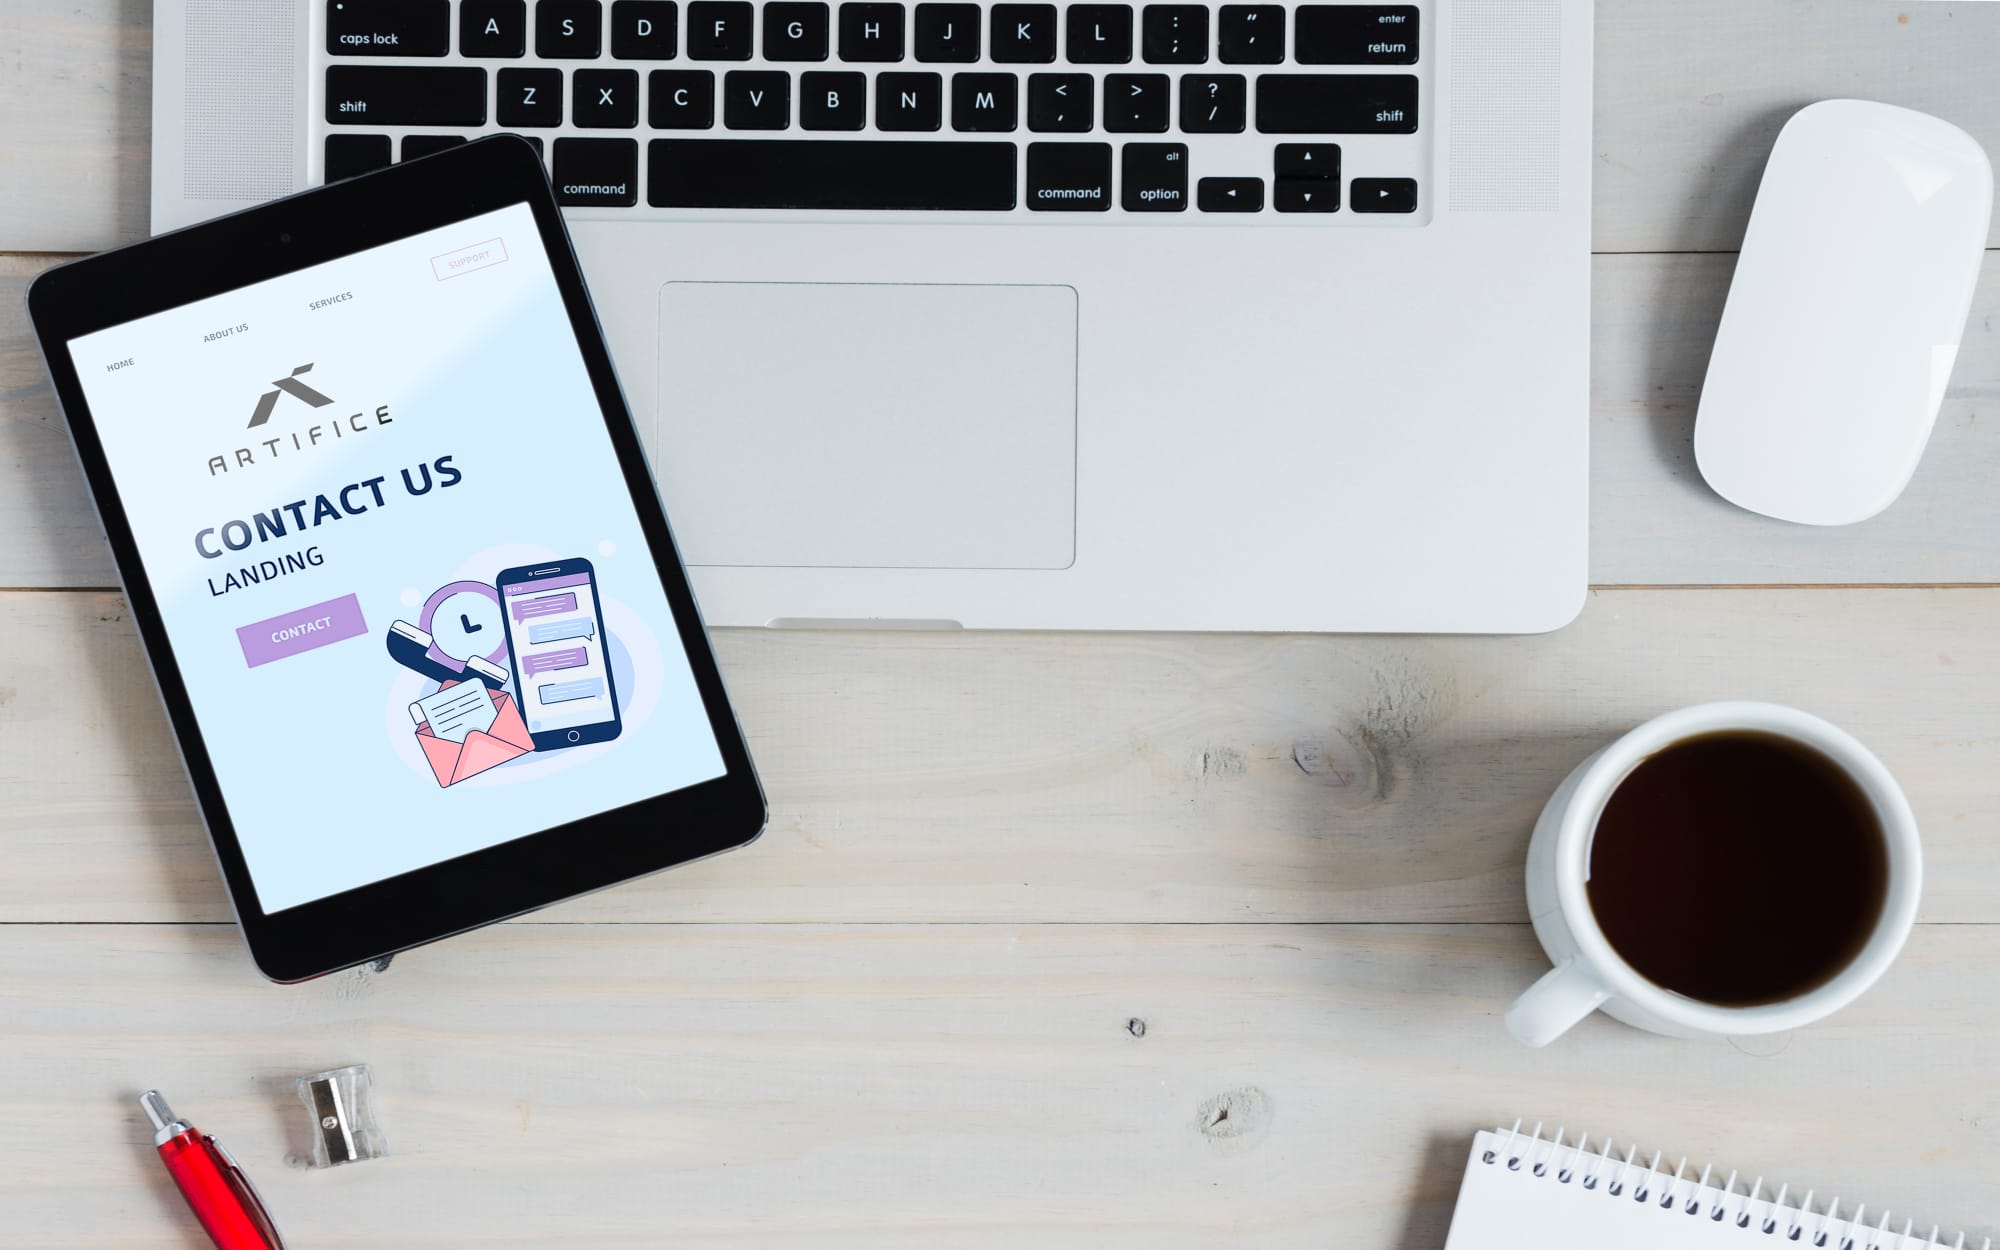 caps lock A S D F G H J K L : ; “ ‘ enter return
shift Z X C V B N M < , > . ? / shift
command command alt option
SUPPORT
SERVICES
ABOUT US
HOME
ARTIFICE
CONTACT US
LANDING
CONTACT